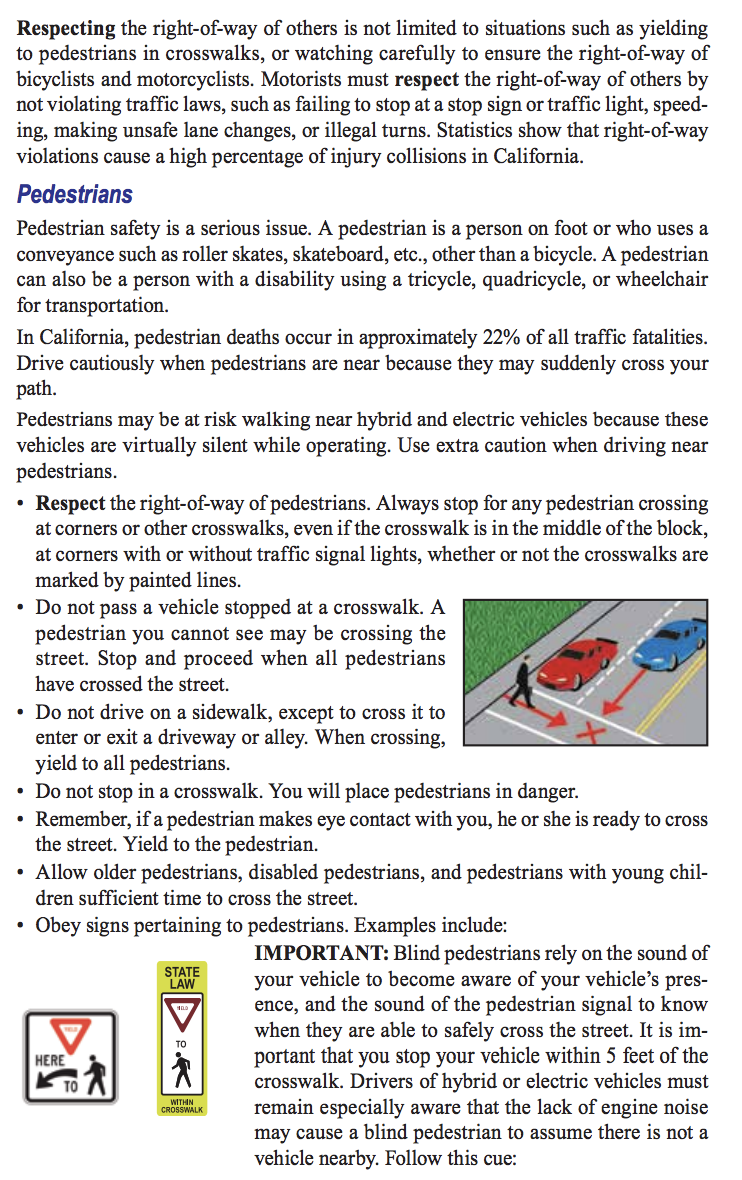 Respecting the right-of-way of others is not limited to situations such as yielding
to pedestrians in crosswalks, or watching carefully to ensure the right-of-way of
bicyclists and motorcyclists. Motorists must respect the right-of-way of others by
not violating traffic laws, such as failing to stop at a stop sign or traffic light, speed-
ing, making unsafe lane changes, or illegal turns. Statistics show that right-of-way
violations cause a high percentage of injury collisions in California.
Pedestrians
Pedestrian safety is a serious issue. A pedestrian is a person on foot or who uses a
conveyance such as roller skates, skateboard, etc., other than a bicycle. A pedestrian
can also be a person with a disability using a tricycle, quadricycle, or wheelchair
for transportation.
In California, pedestrian deaths occur in approximately 22% of all traffic fatalities.
Drive cautiously when pedestrians are near because they may suddenly cross your
path.
Pedestrians may be at risk walking near hybrid and electric vehicles because these
vehicles are virtually silent while operating. Use extra caution when driving near
pedestrians.
• Respect the right-of-way of pedestrians. Always stop for any pedestrian crossing
at corners or other crosswalks, even if the crosswalk is in the middle of the block,
at corners with or without traffic signal lights, whether or not the crosswalks are
marked by painted lines.
• Do not pass a vehicle stopped at a crosswalk. A
pedestrian you cannot see may be crossing the
street. Stop and proceed when all pedestrians
have crossed the street.
• Do not drive on a sidewalk, except to cross it to
enter or exit a driveway or alley. When crossing,
yield to all pedestrians.
• Do not stop in a crosswalk. You will place pedestrians in danger.
• Remember, if a pedestrian makes eye contact with you, he or she is ready to cross
the street. Yield to the pedestrian.
• Allow older pedestrians, disabled pedestrians, and pedestrians with young chil-
dren sufficient time to cross the street.
• Obey signs pertaining to pedestrians. Examples include:
YIELD
HERE
TO
STATE
LAW
YIELD
TO
WITHIN
CROSSWALK
IMPORTANT: Blind pedestrians rely on the sound of
your vehicle to become aware of your vehicle's pres-
ence, and the sound of the pedestrian signal to know
when they are able to safely cross the street. It is im-
portant that you stop your vehicle within 5 feet of the
crosswalk. Drivers of hybrid or electric vehicles must
remain especially aware that the lack of engine noise
may cause a blind pedestrian to assume there is not a
vehicle nearby. Follow this cue: